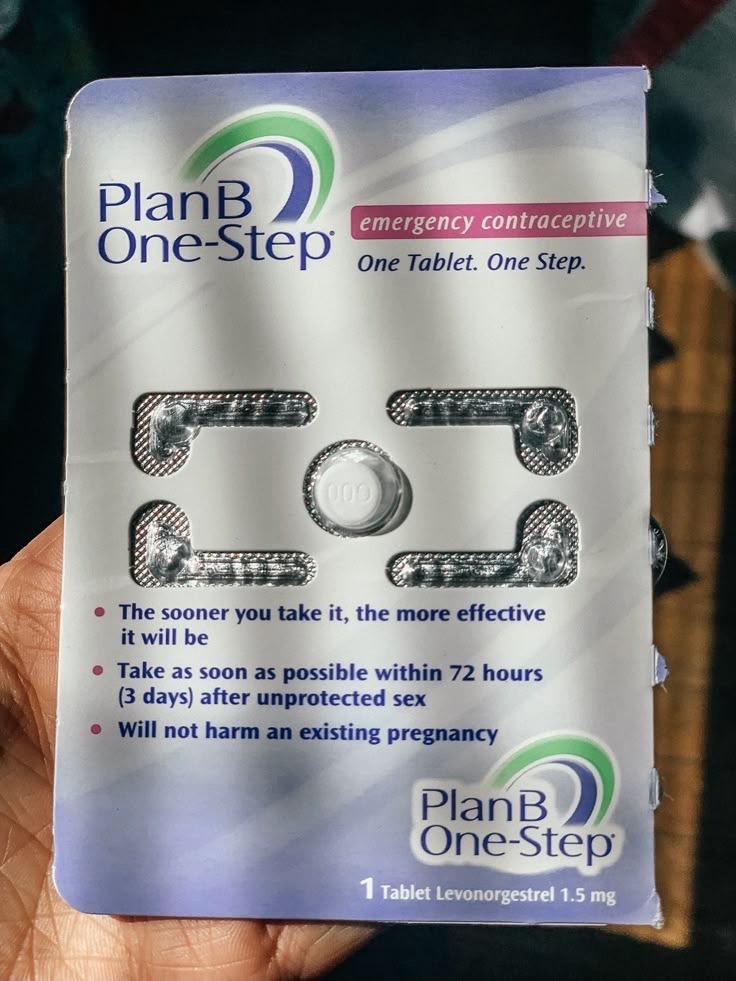 Plan B
One-Step®
emergency contraceptive
One Tablet. One Step.
• The sooner you take it, the more effective
it will be
• Take as soon as possible within 72 hours
(3 days) after unprotected sex
• Will not harm an existing pregnancy
Plan B
One-Step®
1 Tablet Levonorgestrel 1.5 mg